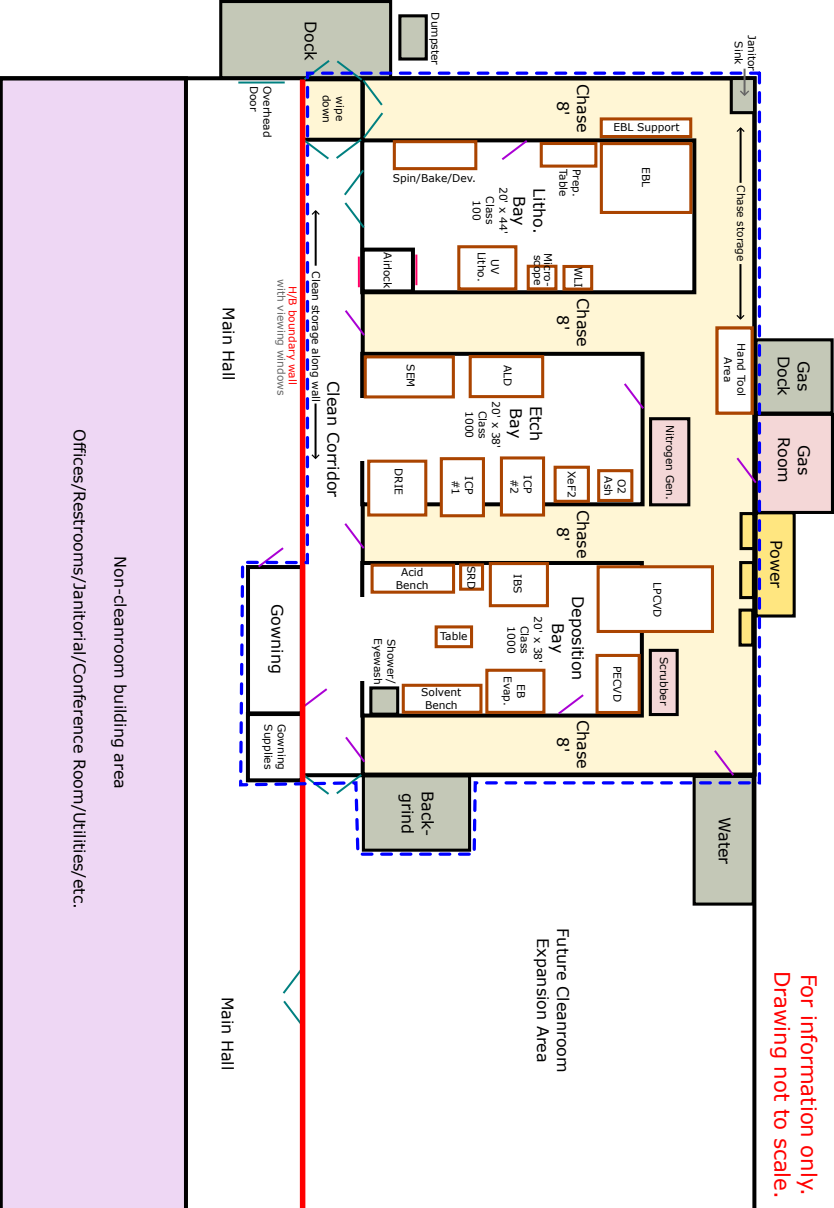 Dock
Dumpster
Janitor
Sink
Overhead
Door
wipe
down
Chase
8'
EBL Support
EBL
Prep.
Table
Spin/Bake/Dev.
Litho.
Bay
20' x 44'
Class
100
Chase storage
Airlock
UV
Litho.
Micro-
scope
WLI
Clean storage along wall
H/B boundary wall
with viewing windows
Main Hall
Chase
8'
Hand Tool
Area
Gas
Dock
Clean Corridor
SEM
ALD
Etch
Bay
20' x 38'
Class
1000
Nitrogen Gen.
Gas
Room
DRIE
ICP
#1
ICP
#2
XeF2
O2
Ash
Chase
8'
Power
Acid
Bench
SRD
IBS
LPCVD
Table
Deposition
Bay
20' x 38'
Class
1000
Gowning
Shower/
Eyewash
Solvent
Bench
EB
Evap.
PECVD
Scrubber
Gowning
Supplies
Chase
8'
Back-
grind
Water
Offices/Restrooms/Janitorial/Conference Room/Utilities/etc.
Non-cleanroom building area
Main Hall
Future Cleanroom
Expansion Area
For information only.
Drawing not to scale.